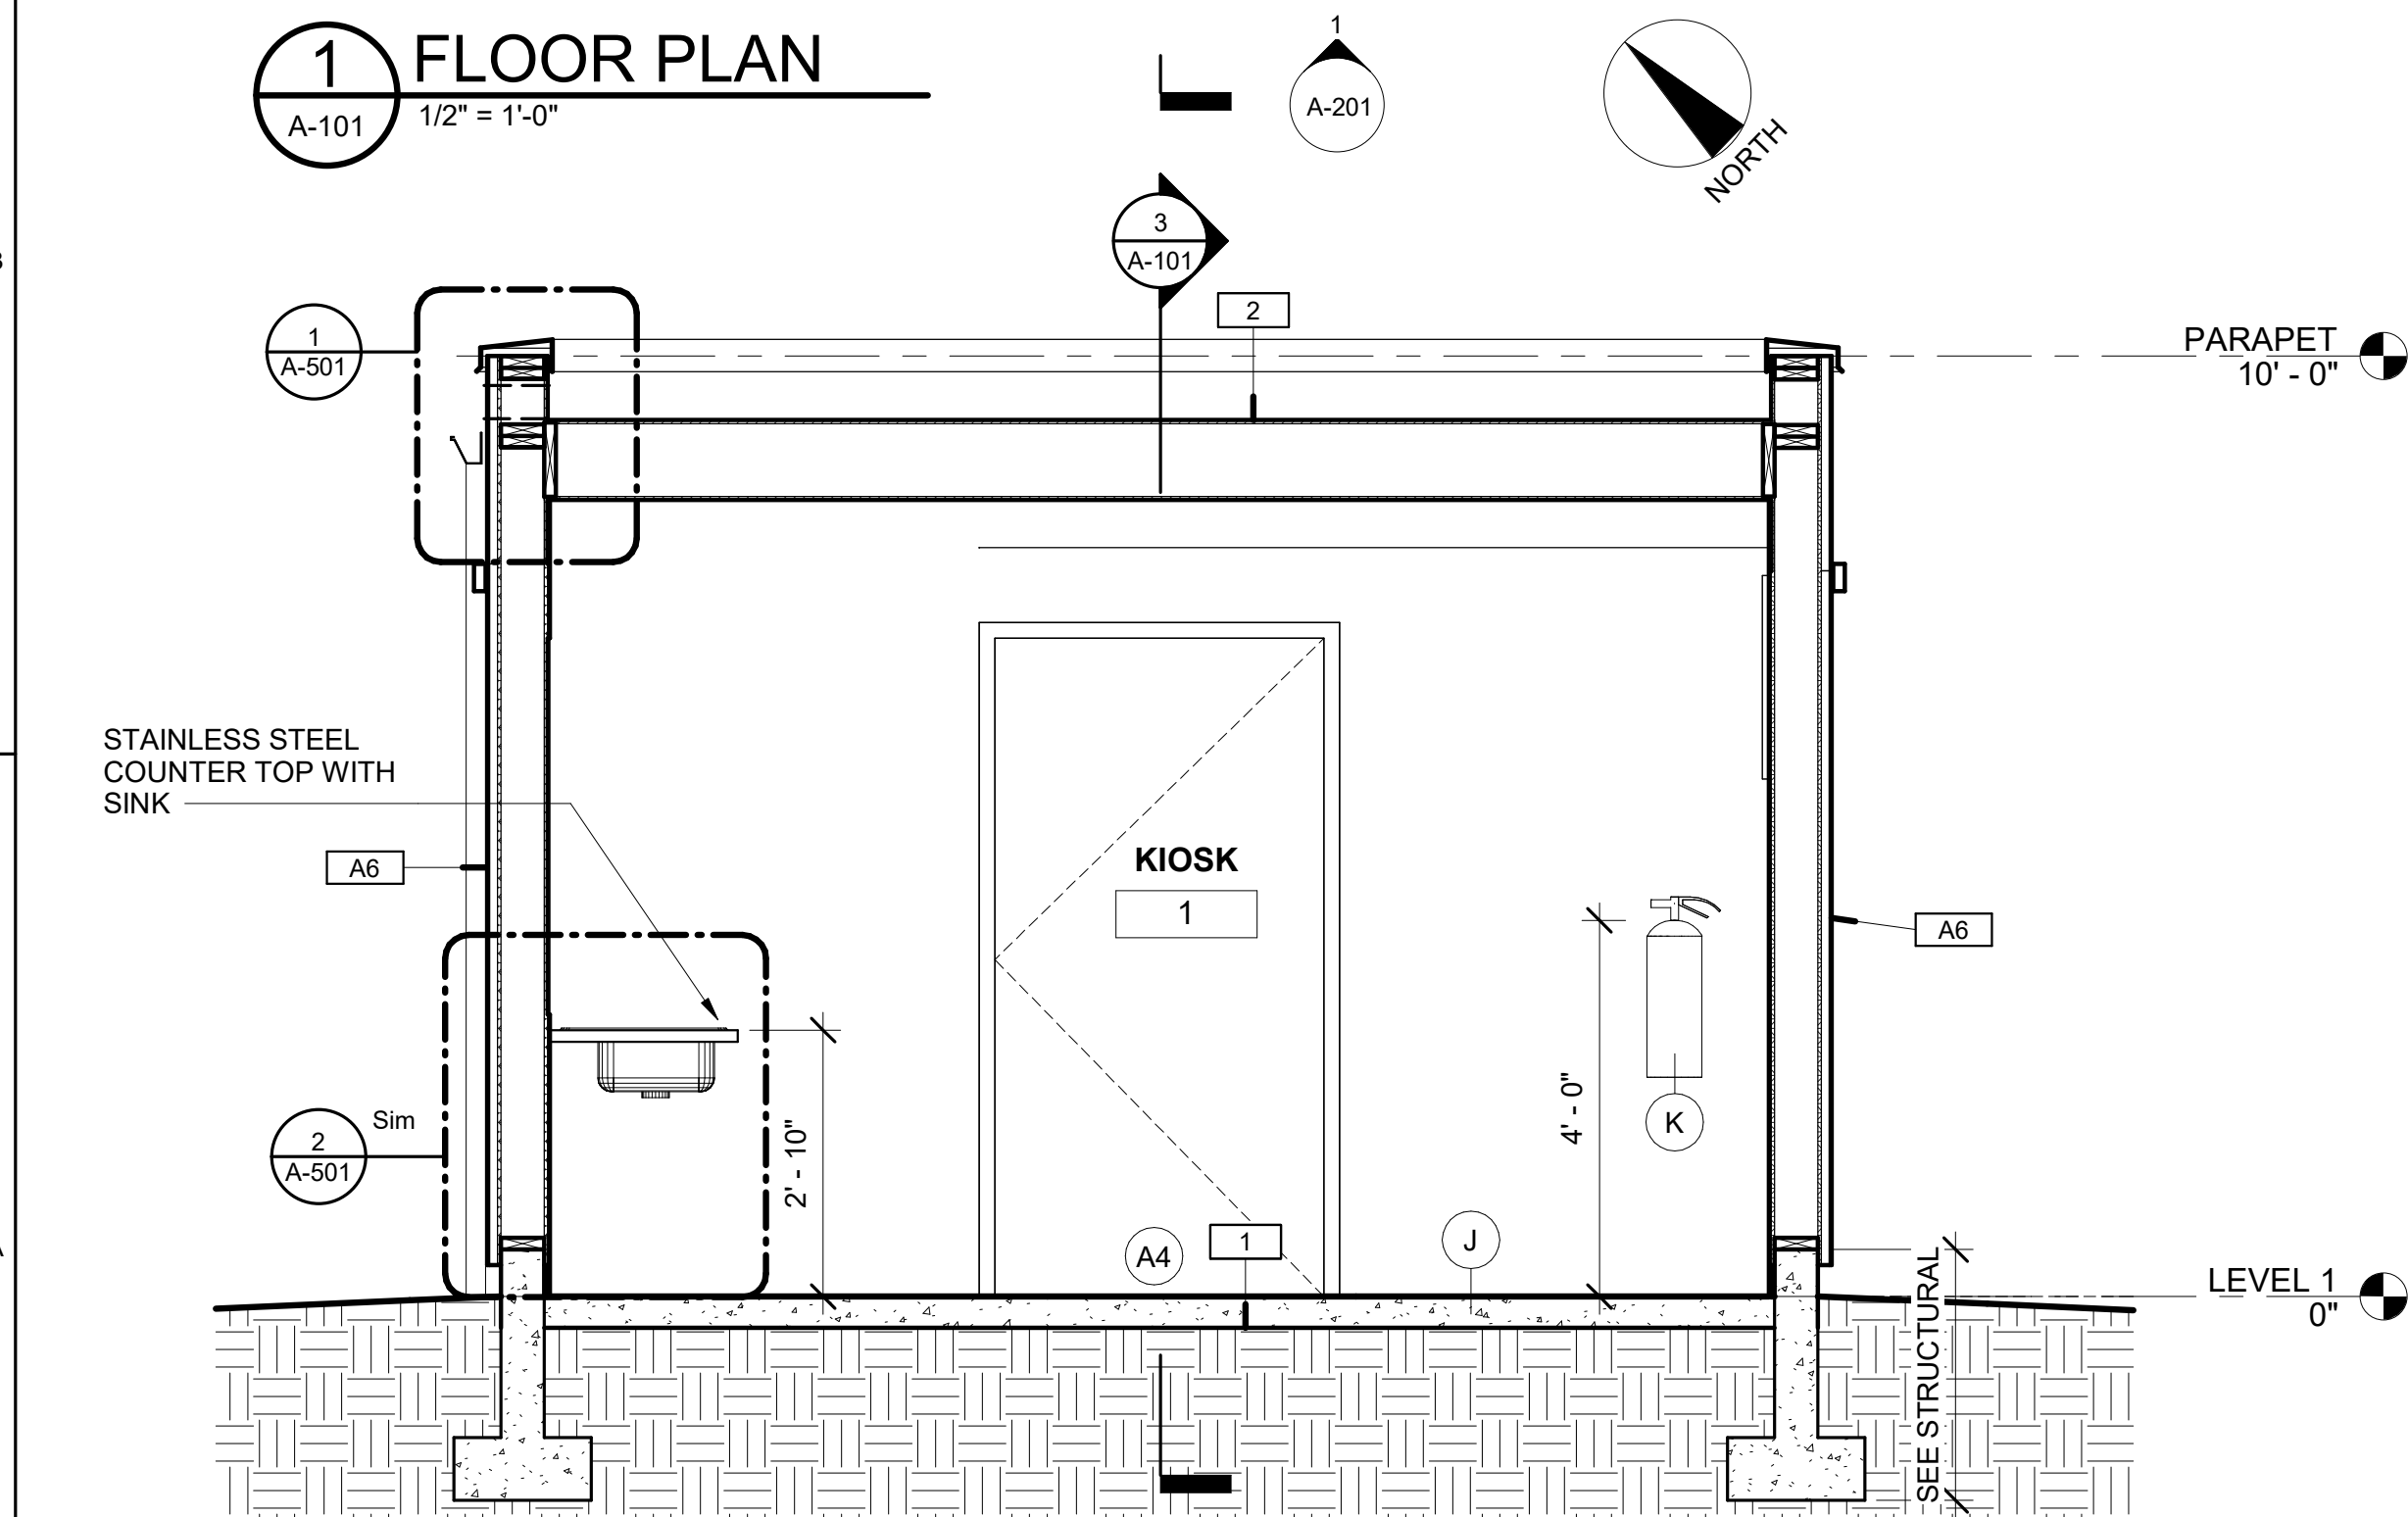 1
FLOOR PLAN
A-101
1/2" = 1'-0"
1
A-201
NORTH
3
A-101
2
1
A-501
PARAPET
10' - 0"
STAINLESS STEEL
COUNTER TOP WITH
SINK
A6
KIOSK
1
A6
2' - 10"
4' - 0"
K
Sim
2
A-501
A4
1
J
SEE STRUCTURAL
LEVEL 1
0"